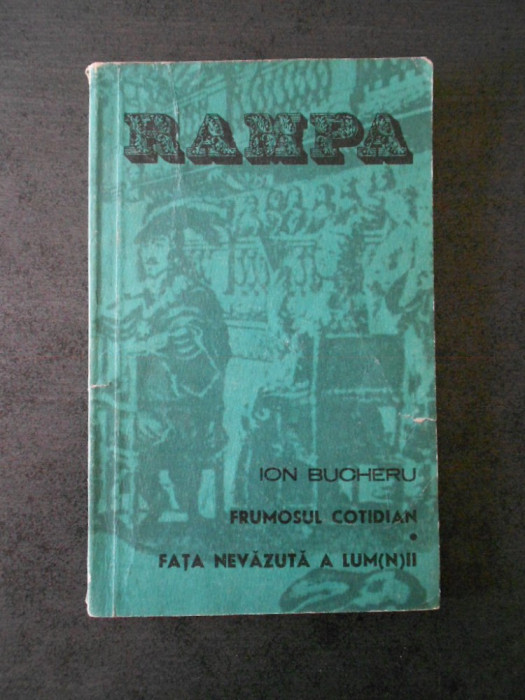 RAMPA
ION BUCHERU
FRUMOSUL COTIDIAN
•
FAȚA NEVĂZUTĂ A LUM(N)II